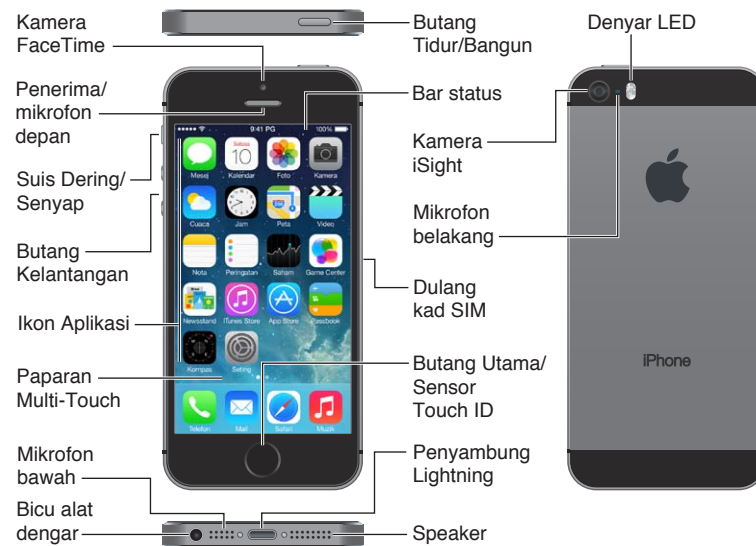 Kamera
FaceTime
Penerima/
mikrofon
depan
Suis Dering/
Senyap
Butang
Kelantangan
Ikon Aplikasi
Paparan
Multi-Touch
Mikrofon
bawah
Bicu alat
dengar
9:41 PG
100%
Selasa
10
Mesej
Kalendar
Foto
Kamera
Cuaca
Jam
Peta
Video
Nota
Peringatan
Saham
Game Center
Newsstand
iTunes Store
App Store
Passbook
Kompas
Seting
Telefon
Mail
Safari
Muzik
Butang
Tidur/Bangun
Bar status
Kamera
iSight
Mikrofon
belakang
Dulang
kad SIM
Butang Utama/
Sensor
Touch ID
Penyambung
Lightning
Speaker
Denyar LED
iPhone